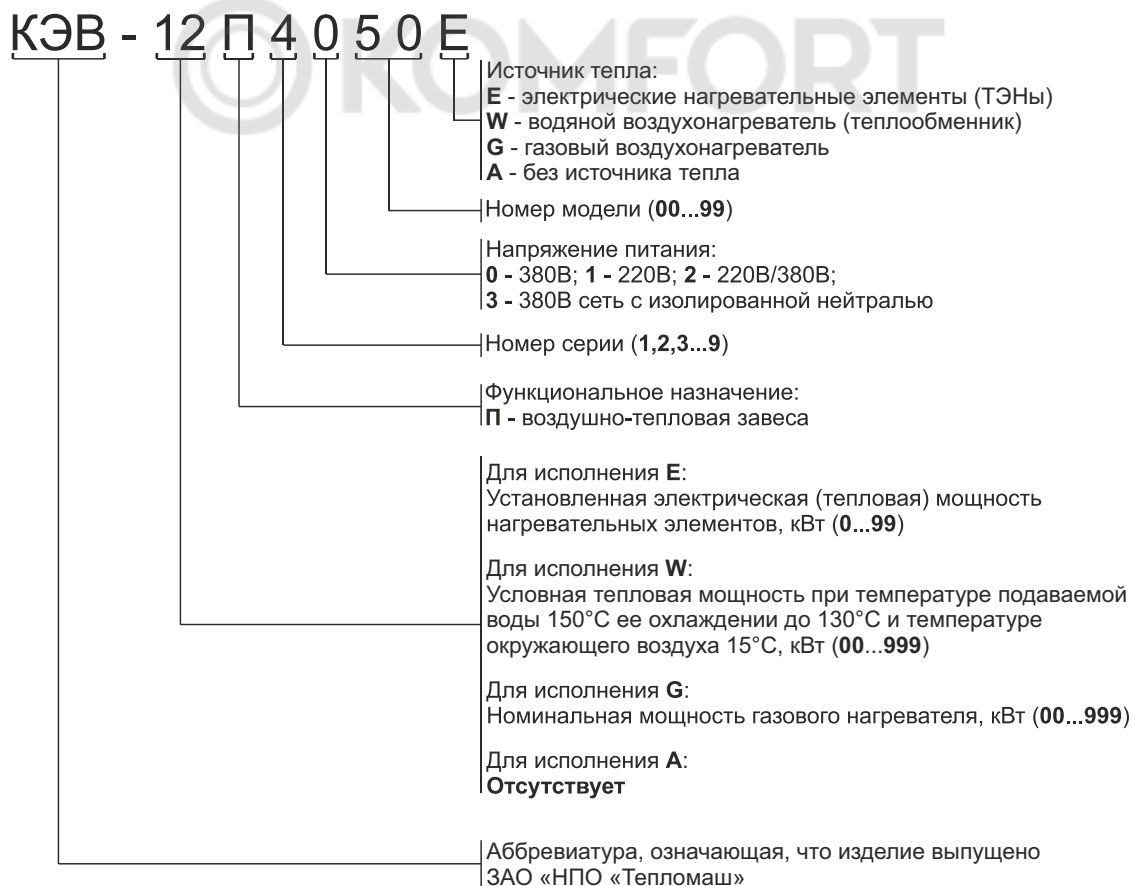 KOMFORT
КЭВ - 12 П 4 0 5 0 Е
Источник тепла:
Е - электрические нагревательные элементы (ТЭНы)
W - водяной воздухонагреватель (теплообменник)
G - газовый воздухонагреватель
А - без источника тепла
Номер модели (00...99)
Напряжение питания:
0 - 380В; 1 - 220В; 2 - 220В/380В;
3 - 380В сеть с изолированной нейтралью
Номер серии (1,2,3...9)
Функциональное назначение:
П - воздушно-тепловая завеса
Для исполнения Е:
Установленная электрическая (тепловая) мощность
нагревательных элементов, кВт (0...99)
Для исполнения W:
Условная тепловая мощность при температуре подаваемой
воды 150°С ее охлаждении до 130°С и температуре
окружающего воздуха 15°С, кВт (00...999)
Для исполнения G:
Номинальная мощность газового нагревателя, кВт (00...999)
Для исполнения А:
Отсутствует
Аббревиатура, означающая, что изделие выпущено
ЗАО «НПО «Тепломаш»